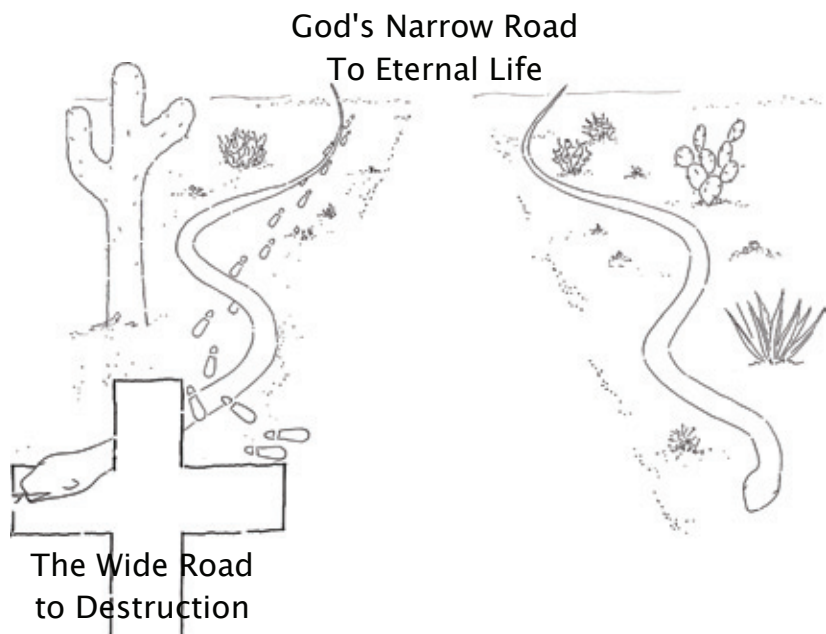 God's Narrow Road
To Eternal Life
The Wide Road
to Destruction